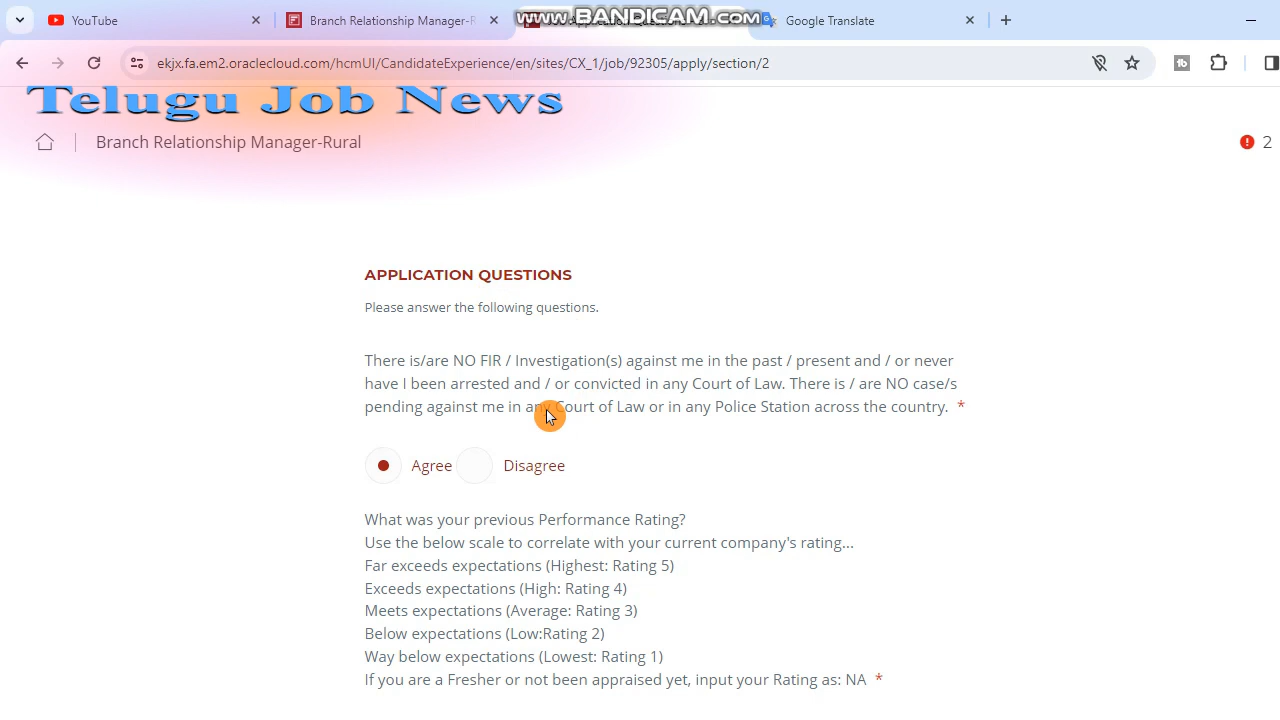 YouTube
Branch Relationship Manager-R
Google Translate
WWW.BANDICAM.COM
ekjx.fa.em2.oraclecloud.com/hcmUI/CandidateExperience/en/sites/CX_1/job/92305/apply/section/2
Telugu Job News
Branch Relationship Manager-Rural
2
APPLICATION QUESTIONS
Please answer the following questions.
There is/are NO FIR / Investigation(s) against me in the past / present and / or never
have I been arrested and / or convicted in any Court of Law. There is / are NO case/s
pending against me in any Court of Law or in any Police Station across the country. *
Agree Disagree
What was your previous Performance Rating?
Use the below scale to correlate with your current company's rating...
Far exceeds expectations (Highest: Rating 5)
Exceeds expectations (High: Rating 4)
Meets expectations (Average: Rating 3)
Below expectations (Low:Rating 2)
Way below expectations (Lowest: Rating 1)
If you are a Fresher or not been appraised yet, input your Rating as: NA *